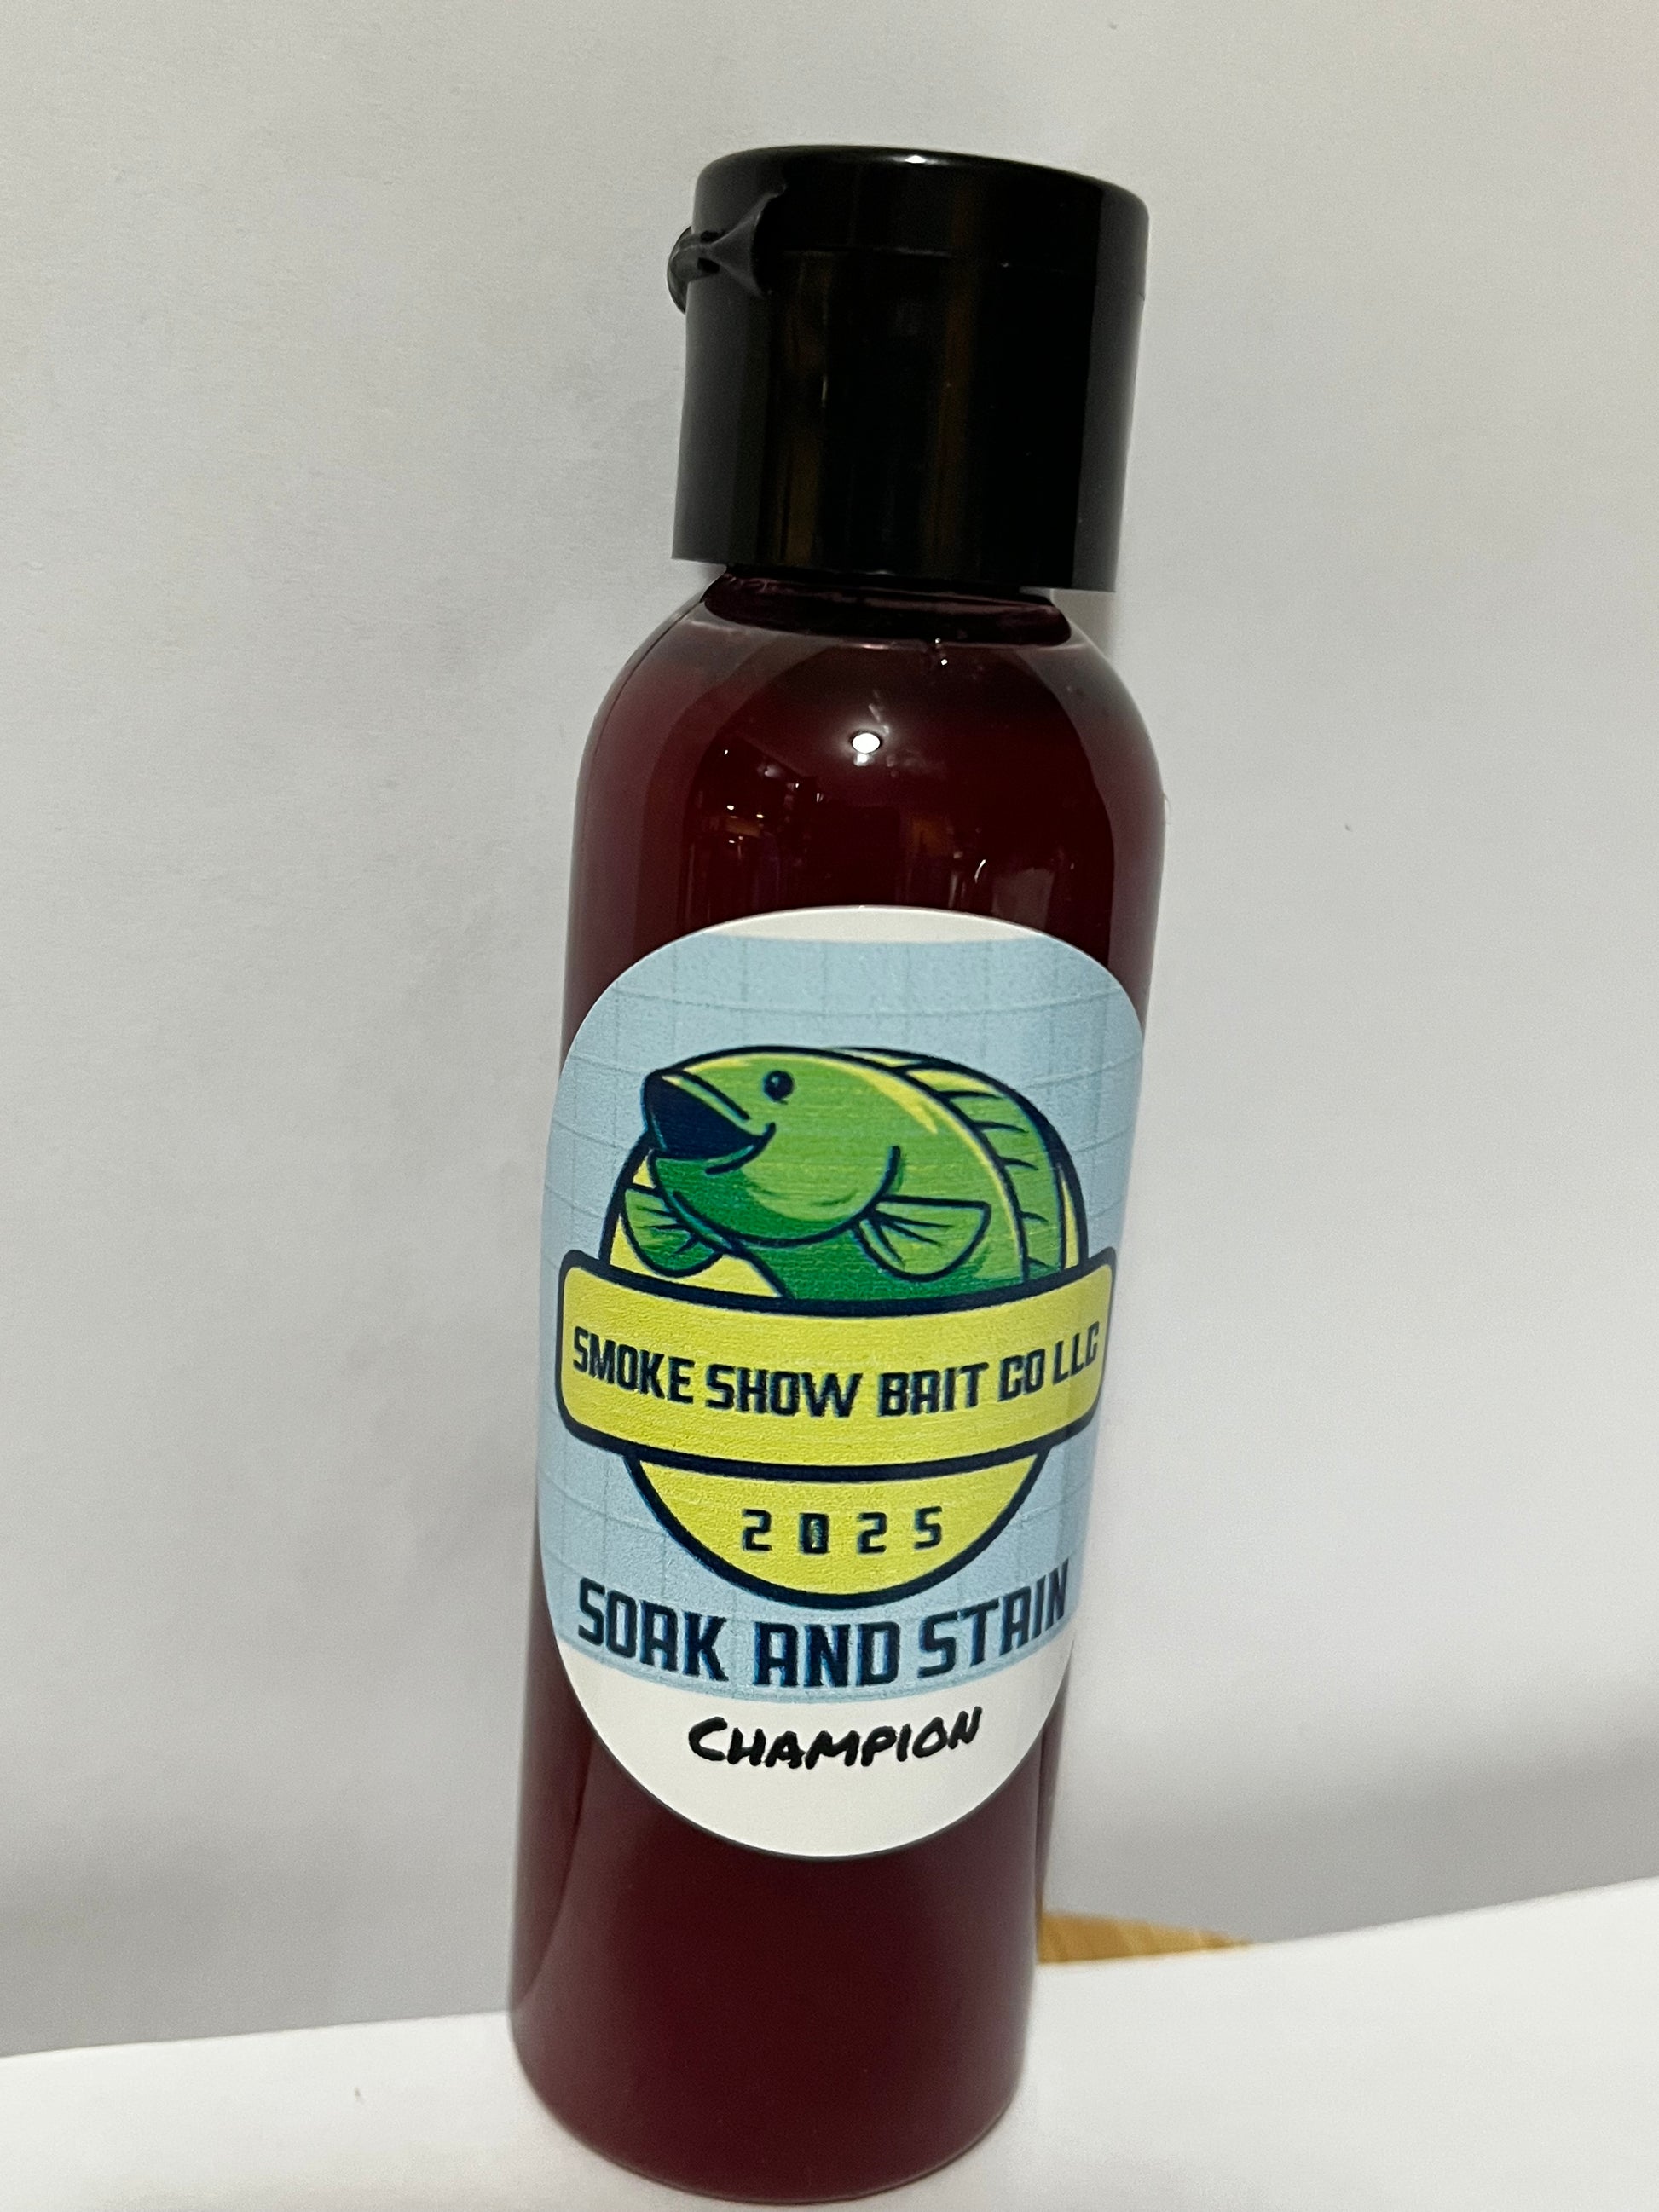 SMOKE SHOW BAIT CO LLC
2025
SOAK AND STAIN
CHAMPION